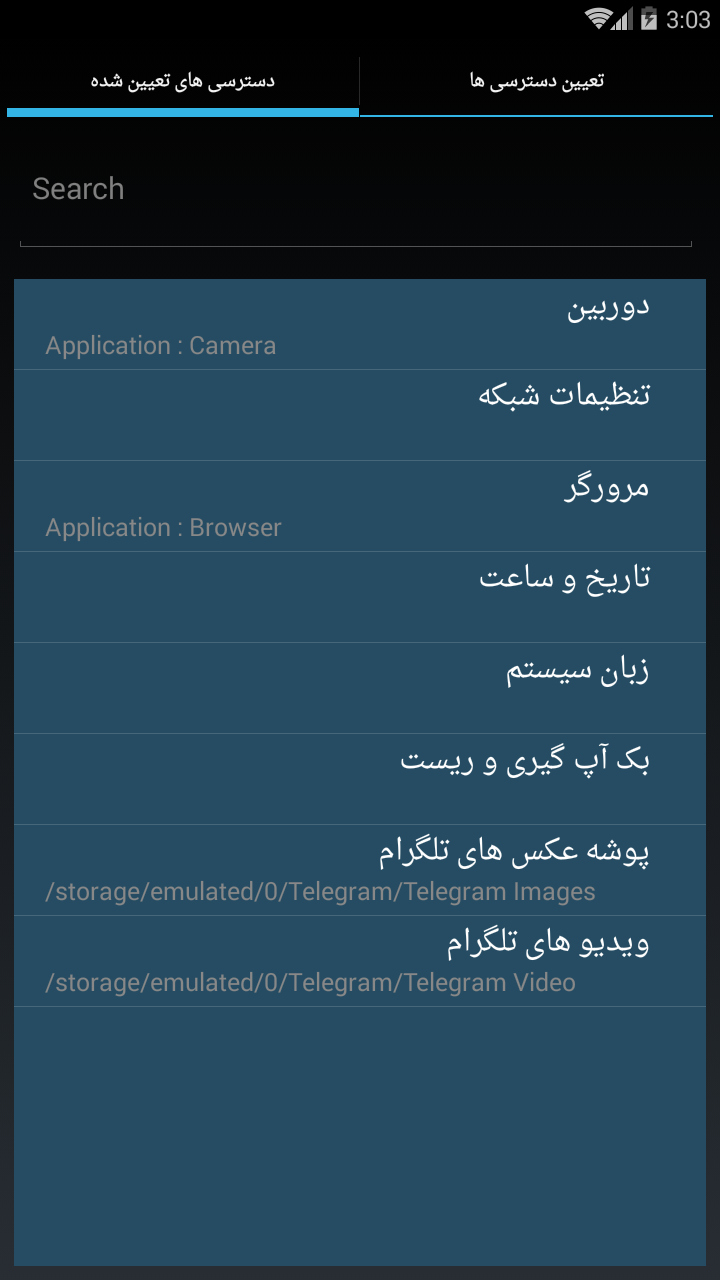 3:03
دسترسی های تعیین شده
تعیین دسترسی ها
Search
دوربین
Application : Camera
تنظیمات شبکه
مرورگر
Application : Browser
تاریخ و ساعت
زبان سیستم
بک آپ گیری و ریست
پوشه عکس های تلگرام
/storage/emulated/0/Telegram/Telegram Images
ویدیو های تلگرام
/storage/emulated/0/Telegram/Telegram Video